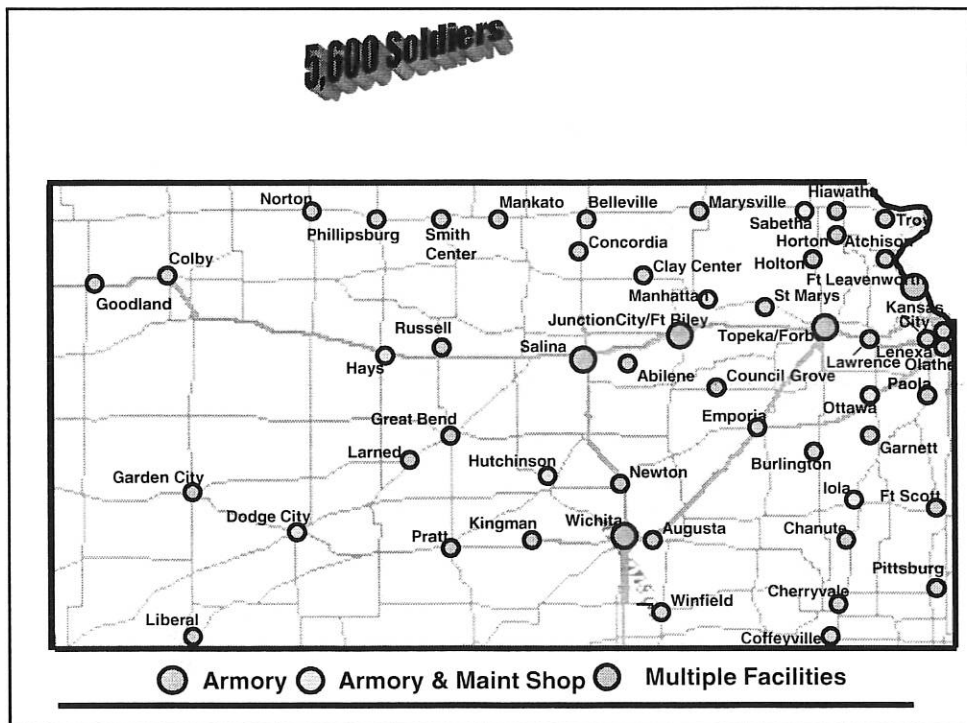 5,600 Soldiers
Hiawatha
Norton
Mankato
Belleville
Marysville
Sabetha
Troy
Phillipsburg
Smith
Center
Horton
Atchison
Concordia
Colby
Clay Center
Holton
Ft Leavenworth
Goodland
Manhattan
St Marys
Kansas
City
Russell
JunctionCity/Ft Riley
Topeka/Forb
Salina
Hays
Lawrence
Lenexa
Olathe
Abilene
Council Grove
Paola
Ottawa
Great Bend
Emporia
Larned
Garnett
Hutchinson
Newton
Burlington
Garden City
Iola
Ft Scott
Dodge City
Wichita
Kingman
Augusta
Chanute
Pratt
Pittsburg
Winfield
Cherryvale
Liberal
Coffeyville
Armory
Armory & Maint Shop
Multiple Facilities